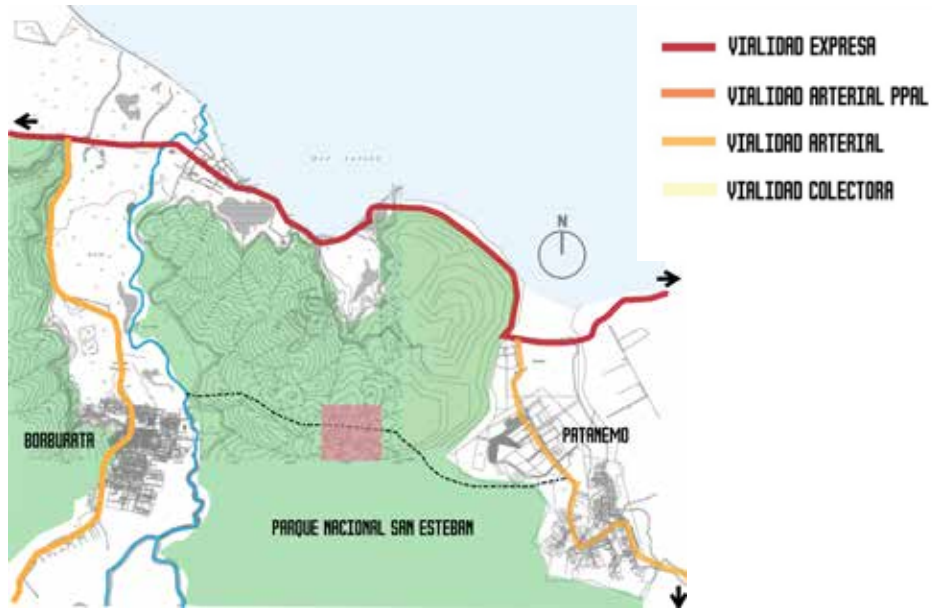 VIALIDAD EXPRESA
VIALIDAD ARTERIAL PPAL
VIALIDAD ARTERIAL
VIALIDAD COLECTORA
N
BORBURATA
PATANEMO
PARQUE NACIONAL SAN ESTEBAN